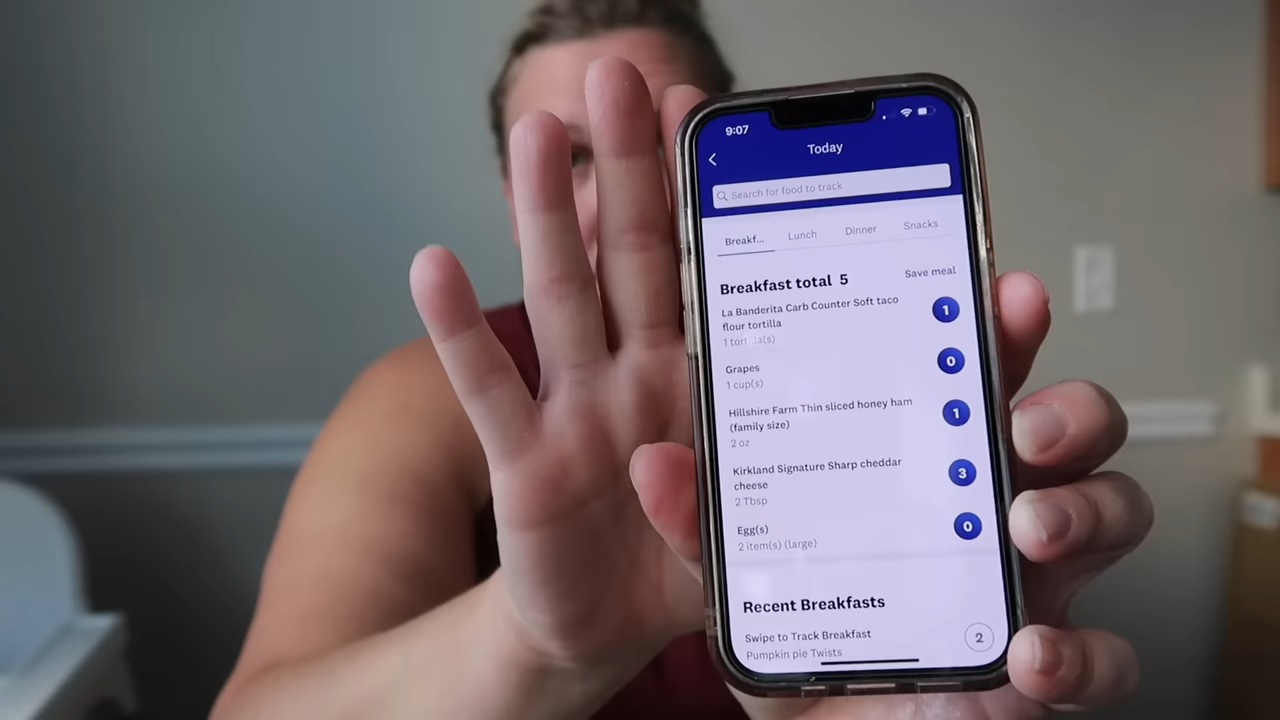 9:07
Today
Search for food to track
Breakf... Lunch Dinner Snacks
Breakfast total 5 Save meal
La Banderita Carb Counter Soft taco 1
flour tortilla
1 tortilla(s)
Grapes 0
1 cup(s)
Hillshire Farm Thin sliced honey ham 1
(family size)
2 oz
Kirkland Signature Sharp cheddar 3
cheese
2 Tbsp
Egg(s) 0
2 item(s) (large)
Recent Breakfasts
Swipe to Track Breakfast 2
Pumpkin pie Twists